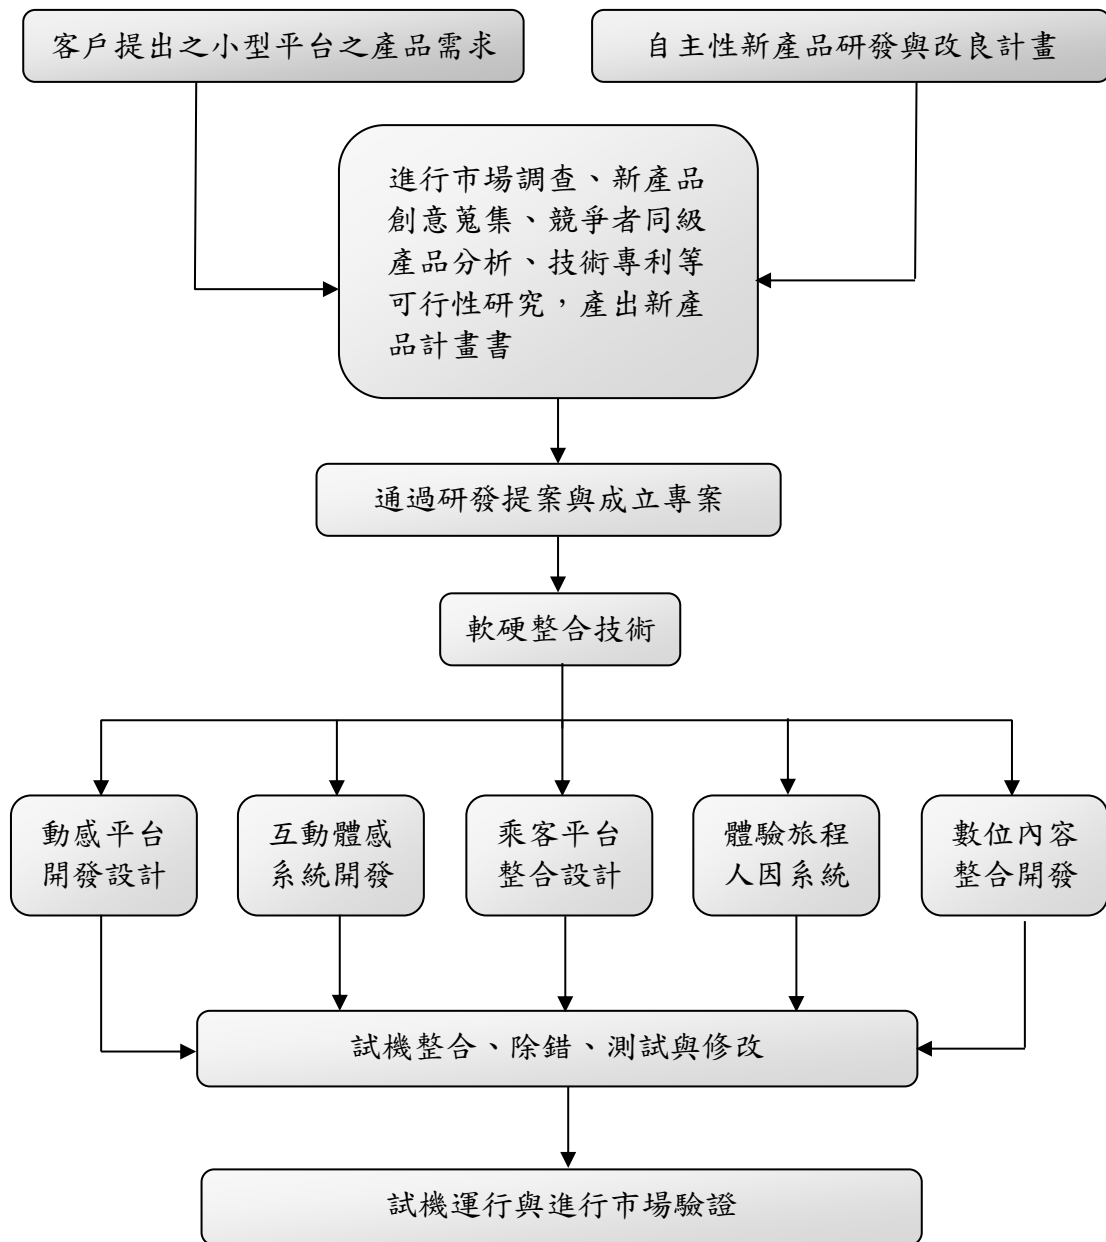 客戶提出之小型平台之產品需求
自主性新產品研發與改良計畫
進行市場調查、新產品
創意蒐集、競爭者同級
產品分析、技術專利等
可行性研究，產出新產
品計畫書
通過研發提案與成立專案
軟硬整合技術
動感平台
開發設計
互動體感
系統開發
乘客平台
整合設計
體驗旅程
人因系統
數位內容
整合開發
試機整合、除錯、測試與修改
試機運行與進行市場驗證